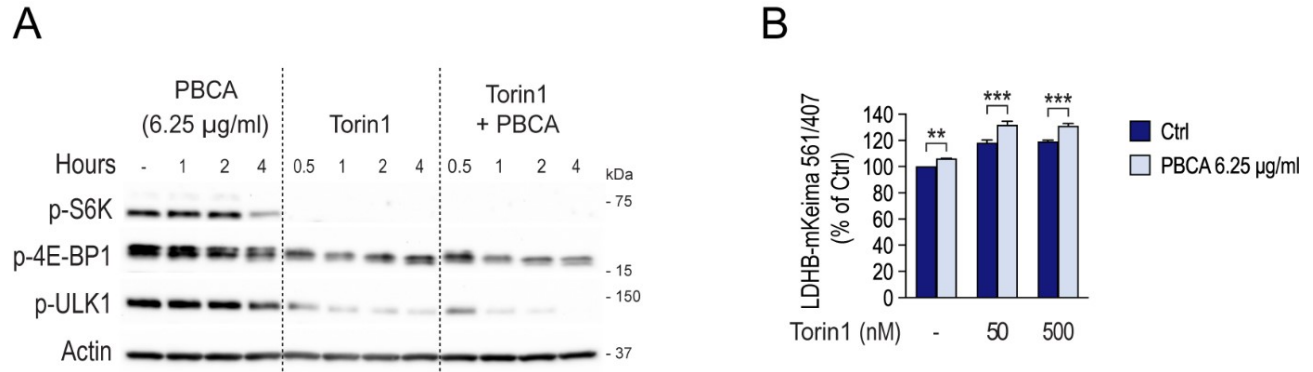 A
PBCA
(6.25 µg/ml)
Torin1
Torin1
+ PBCA
Hours - 1 2 4 0.5 1 2 4 0.5 1 2 4
kDa
p-S6K
- 75
p-4E-BP1
- 15
p-ULK1
- 150
Actin
- 37
B
LDHB-mKeima 561/407
(% of Ctrl)
140
120
100
80
60
40
20
0
** *** ***
Torin1 (nM) - 50 500
Ctrl
PBCA 6.25 µg/ml